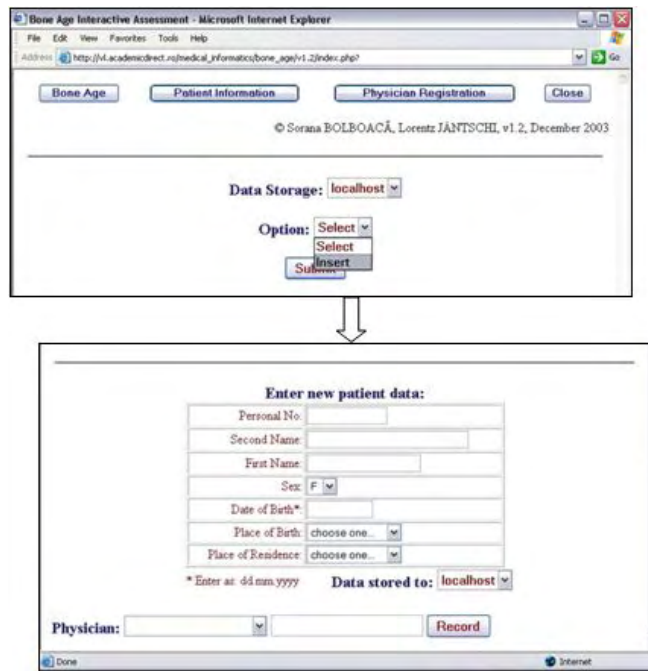 Bone Age Interactive Assessment - Microsoft Internet Explorer
File Edit View Favorites Tools Help
Address http://vl.academicdirect.ro/medical_informatics/bone_age/v1.2/index.php? Go
Bone Age Patient Information Physician Registration Close
© Sorana BOLBOACĂ, Lorentz JÄNTSCHI, v1.2, December 2003
Data Storage: localhost
Option: Select
Select
Insert
Enter new patient data:
Personal No:
Second Name:
First Name:
Sex: F
Date of Birth*:
Place of Birth: choose one...
Place of Residence: choose one...
* Enter as: dd.mm.yyyy Data stored to: localhost
Physician: Record
Done Internet